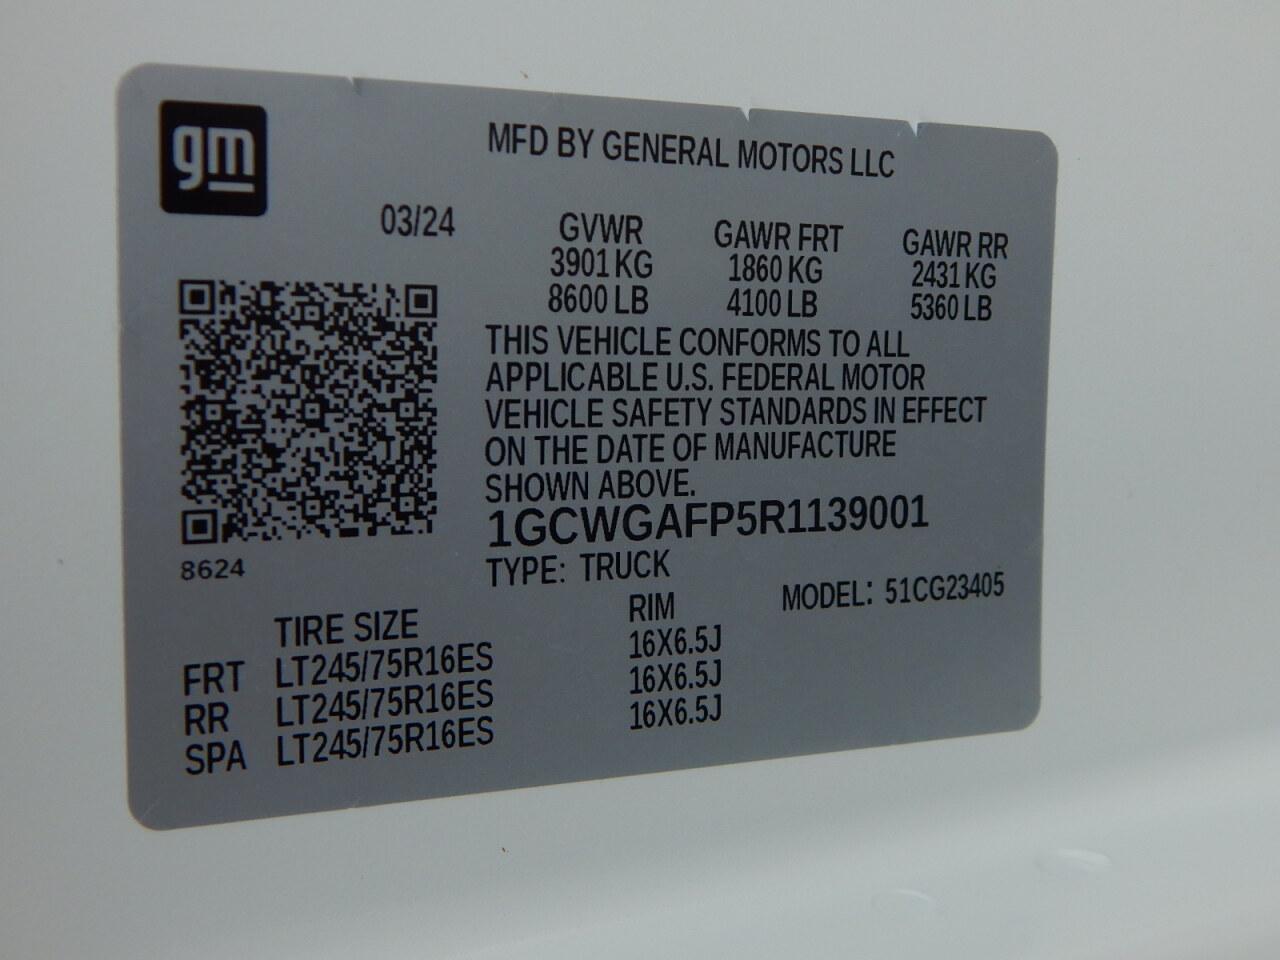 gm
MFD BY GENERAL MOTORS LLC
03/24
GVWR GAWR FRT GAWR RR
3901 KG 1860 KG 2431 KG
8600 LB 4100 LB 5360 LB
THIS VEHICLE CONFORMS TO ALL
APPLICABLE U.S. FEDERAL MOTOR
VEHICLE SAFETY STANDARDS IN EFFECT
ON THE DATE OF MANUFACTURE
SHOWN ABOVE.
1GCWGAFP5R1139001
8624
TYPE: TRUCK
MODEL: 51CG23405
TIRE SIZE RIM
FRT LT245/75R16ES 16X6.5J
RR LT245/75R16ES 16X6.5J
SPA LT245/75R16ES 16X6.5J